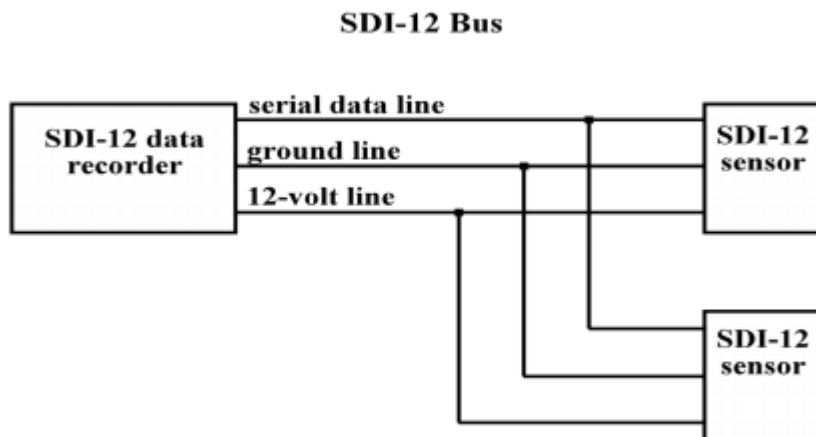 SDI-12 Bus
serial data line
SDI-12 data
recorder
ground line
12-volt line
SDI-12
sensor
SDI-12
sensor